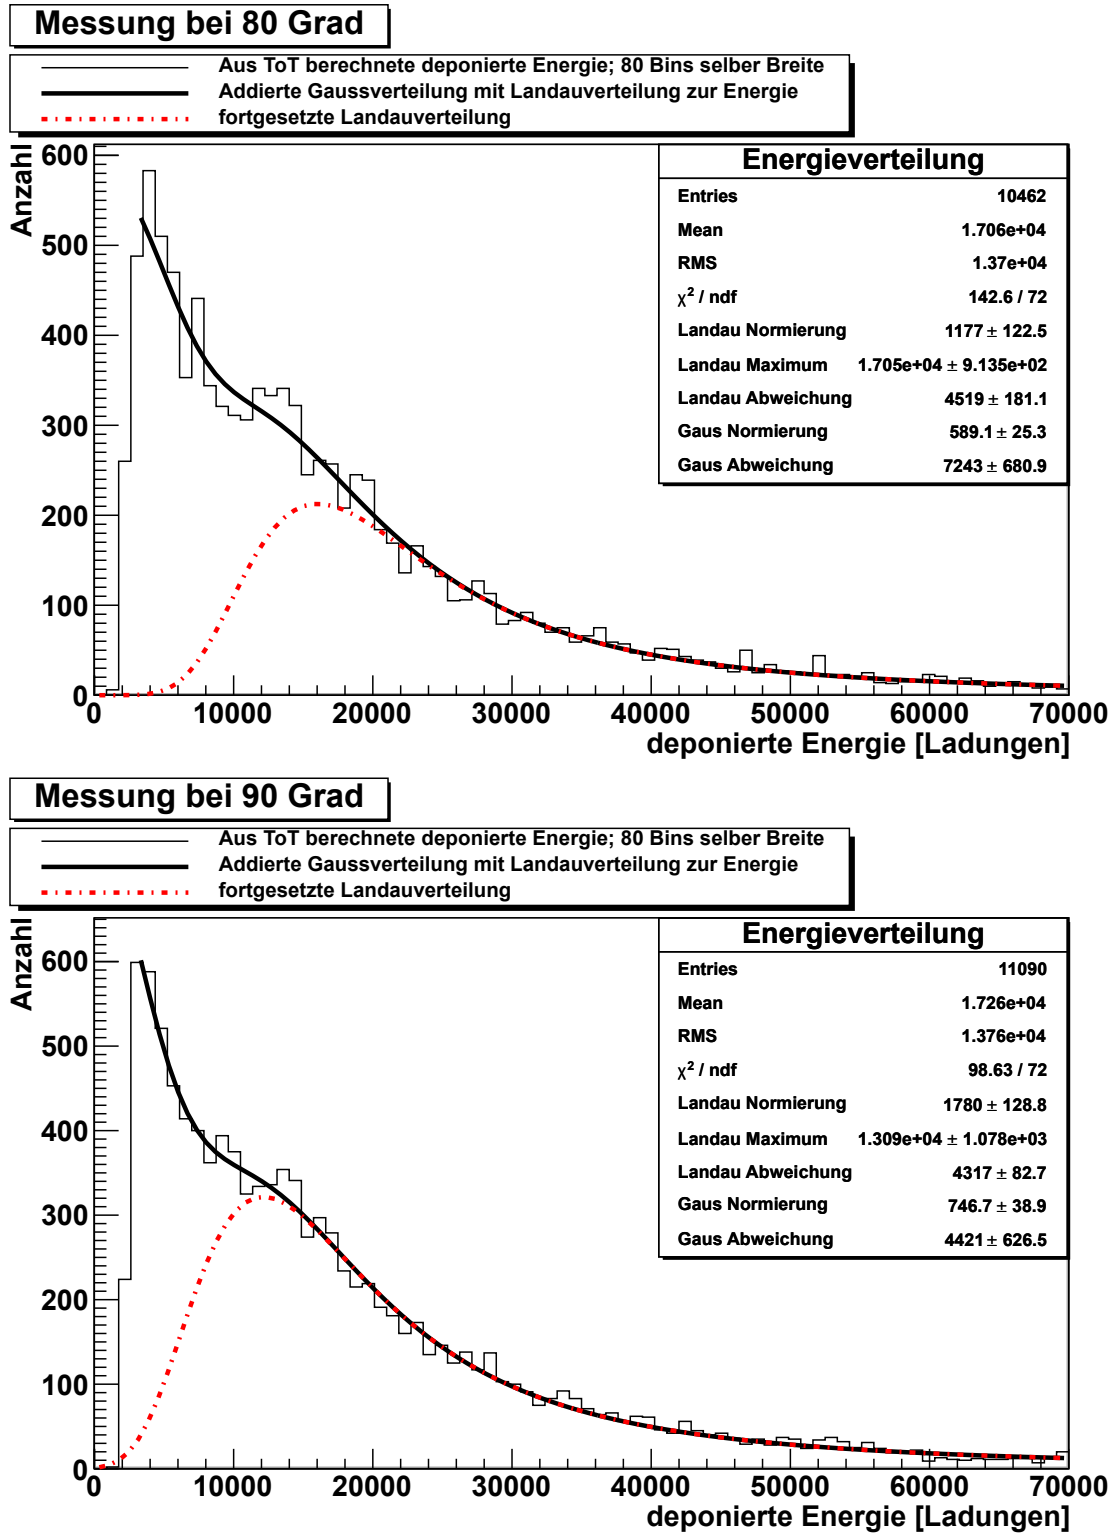 Messung bei 80 Grad
Aus ToT berechnete deponierte Energie; 80 Bins selber Breite
Addierte Gaussverteilung mit Landauverteilung zur Energie
fortgesetzte Landauverteilung
Anzahl
600
500
400
300
200
100
0
Energieverteilung
Entries 10462
Mean 1.706e+04
RMS 1.37e+04
χ² / ndf 142.6 / 72
Landau Normierung 1177 ± 122.5
Landau Maximum 1.705e+04 ± 9.135e+02
Landau Abweichung 4519 ± 181.1
Gaus Normierung 589.1 ± 25.3
Gaus Abweichung 7243 ± 680.9
0 10000 20000 30000 40000 50000 60000 70000
deponierte Energie [Ladungen]
Messung bei 90 Grad
Aus ToT berechnete deponierte Energie; 80 Bins selber Breite
Addierte Gaussverteilung mit Landauverteilung zur Energie
fortgesetzte Landauverteilung
Anzahl
600
500
400
300
200
100
0
Energieverteilung
Entries 11090
Mean 1.726e+04
RMS 1.376e+04
χ² / ndf 98.63 / 72
Landau Normierung 1780 ± 128.8
Landau Maximum 1.309e+04 ± 1.078e+03
Landau Abweichung 4317 ± 82.7
Gaus Normierung 746.7 ± 38.9
Gaus Abweichung 4421 ± 626.5
0 10000 20000 30000 40000 50000 60000 70000
deponierte Energie [Ladungen]